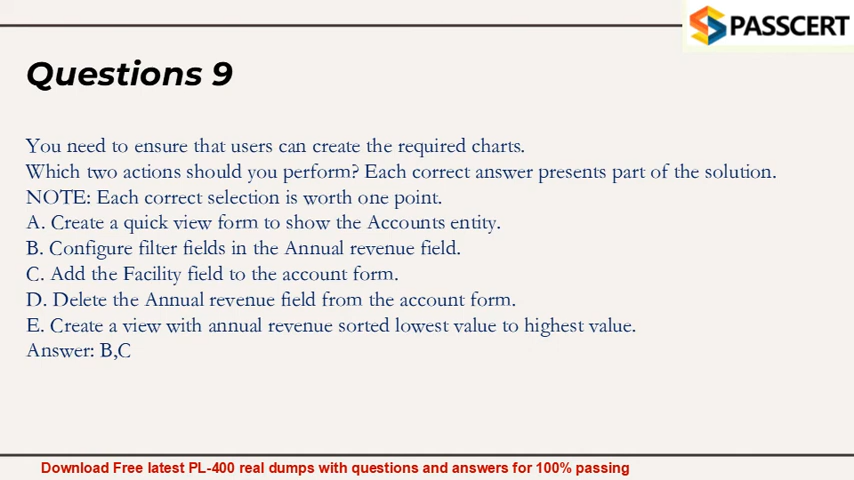 PASSCERT
Questions 9
You need to ensure that users can create the required charts.
Which two actions should you perform? Each correct answer presents part of the solution.
NOTE: Each correct selection is worth one point.
A. Create a quick view form to show the Accounts entity.
B. Configure filter fields in the Annual revenue field.
C. Add the Facility field to the account form.
D. Delete the Annual revenue field from the account form.
E. Create a view with annual revenue sorted lowest value to highest value.
Answer: B,C
Download Free latest PL-400 real dumps with questions and answers for 100% passing